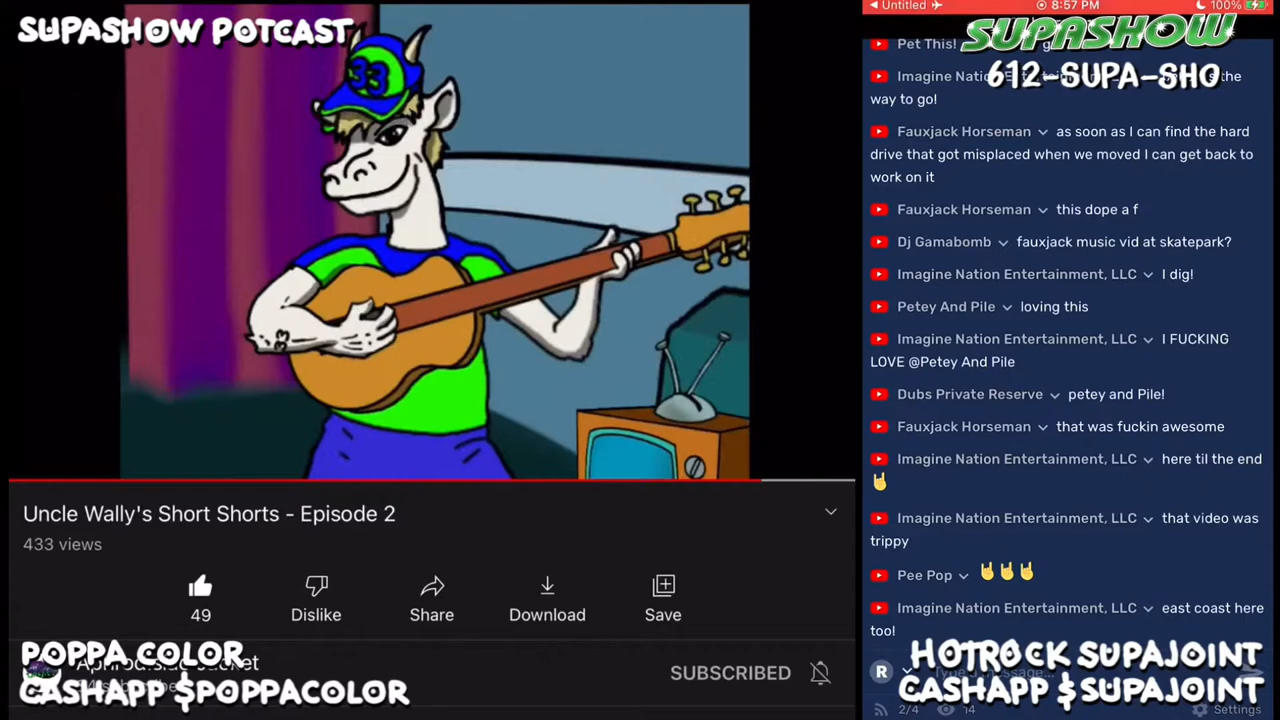 SUPASHOW POTCAST
33
33
Uncle Wally's Short Shorts - Episode 2
433 views
49
Dislike
Share
Download
Save
SUBSCRIBED
POPPA COLOR
CASHAPP $POPPACOLOR
Untitled
8:57 PM
100%
SUPASHOW
612-SUPA-SHO
Pet This!
Imagine Nation
the
way to go!
Fauxjack Horseman as soon as I can find the hard
drive that got misplaced when we moved I can get back to
work on it
Fauxjack Horseman this dope a f
Dj Gamabomb fauxjack music vid at skatepark?
Imagine Nation Entertainment, LLC I dig!
Petey And Pile loving this
Imagine Nation Entertainment, LLC I FUCKING
LOVE @Petey And Pile
Dubs Private Reserve petey and Pile!
Fauxjack Horseman that was fuckin awesome
Imagine Nation Entertainment, LLC here til the end
🤘
Imagine Nation Entertainment, LLC that video was
trippy
Pee Pop 🤘🤘🤘
Imagine Nation Entertainment, LLC east coast here
too!
HOTROCK SUPAJOINT
R
CASHAPP $SUPAJOINT
2/4
Settings